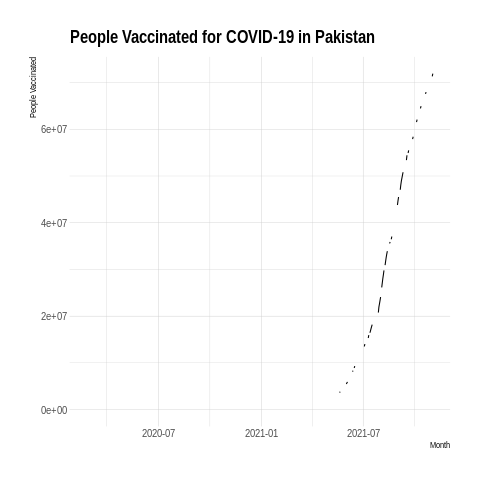 People Vaccinated for COVID-19 in Pakistan
People Vaccinated
6e+07
4e+07
2e+07
0e+00
2020-07 2021-01 2021-07
Month